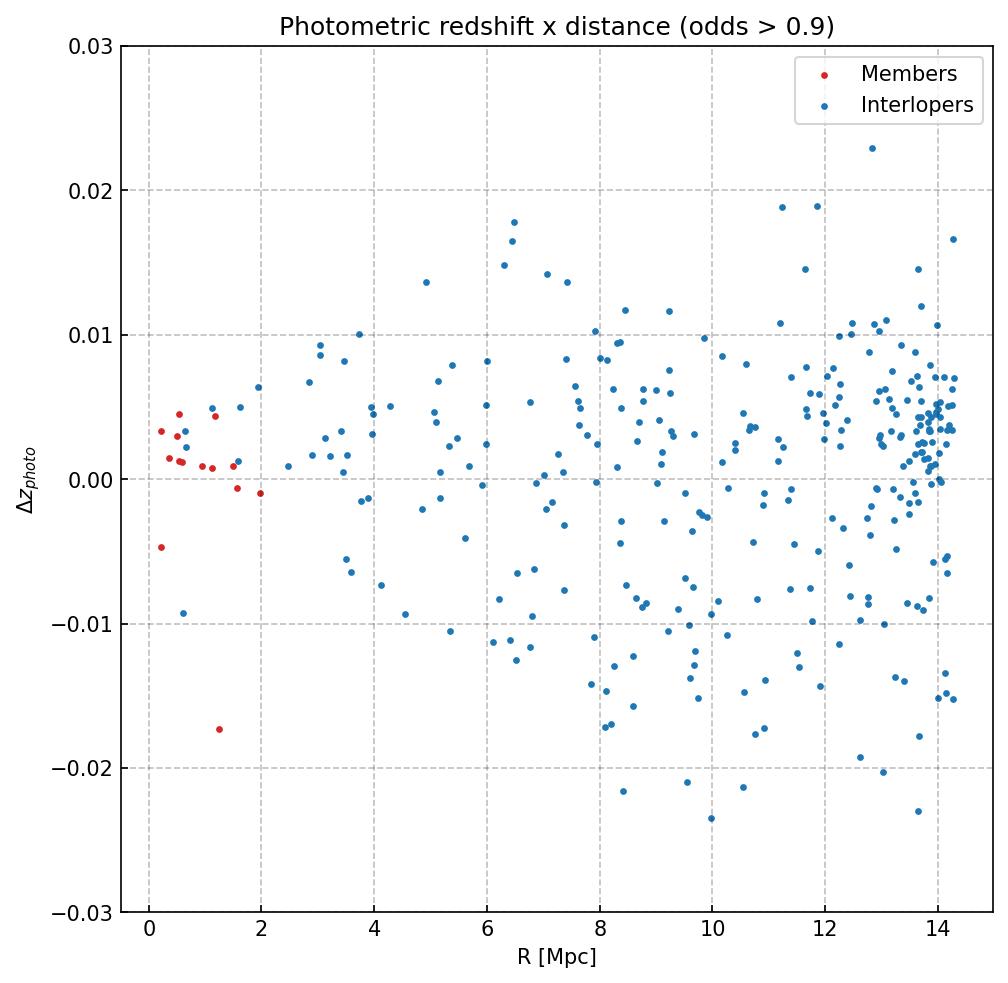 Photometric redshift x distance (odds > 0.9)
Members
Interlopers
0.03
0.02
0.01
0.00
−0.01
−0.02
−0.03
Δz_photo
0 2 4 6 8 10 12 14
R [Mpc]